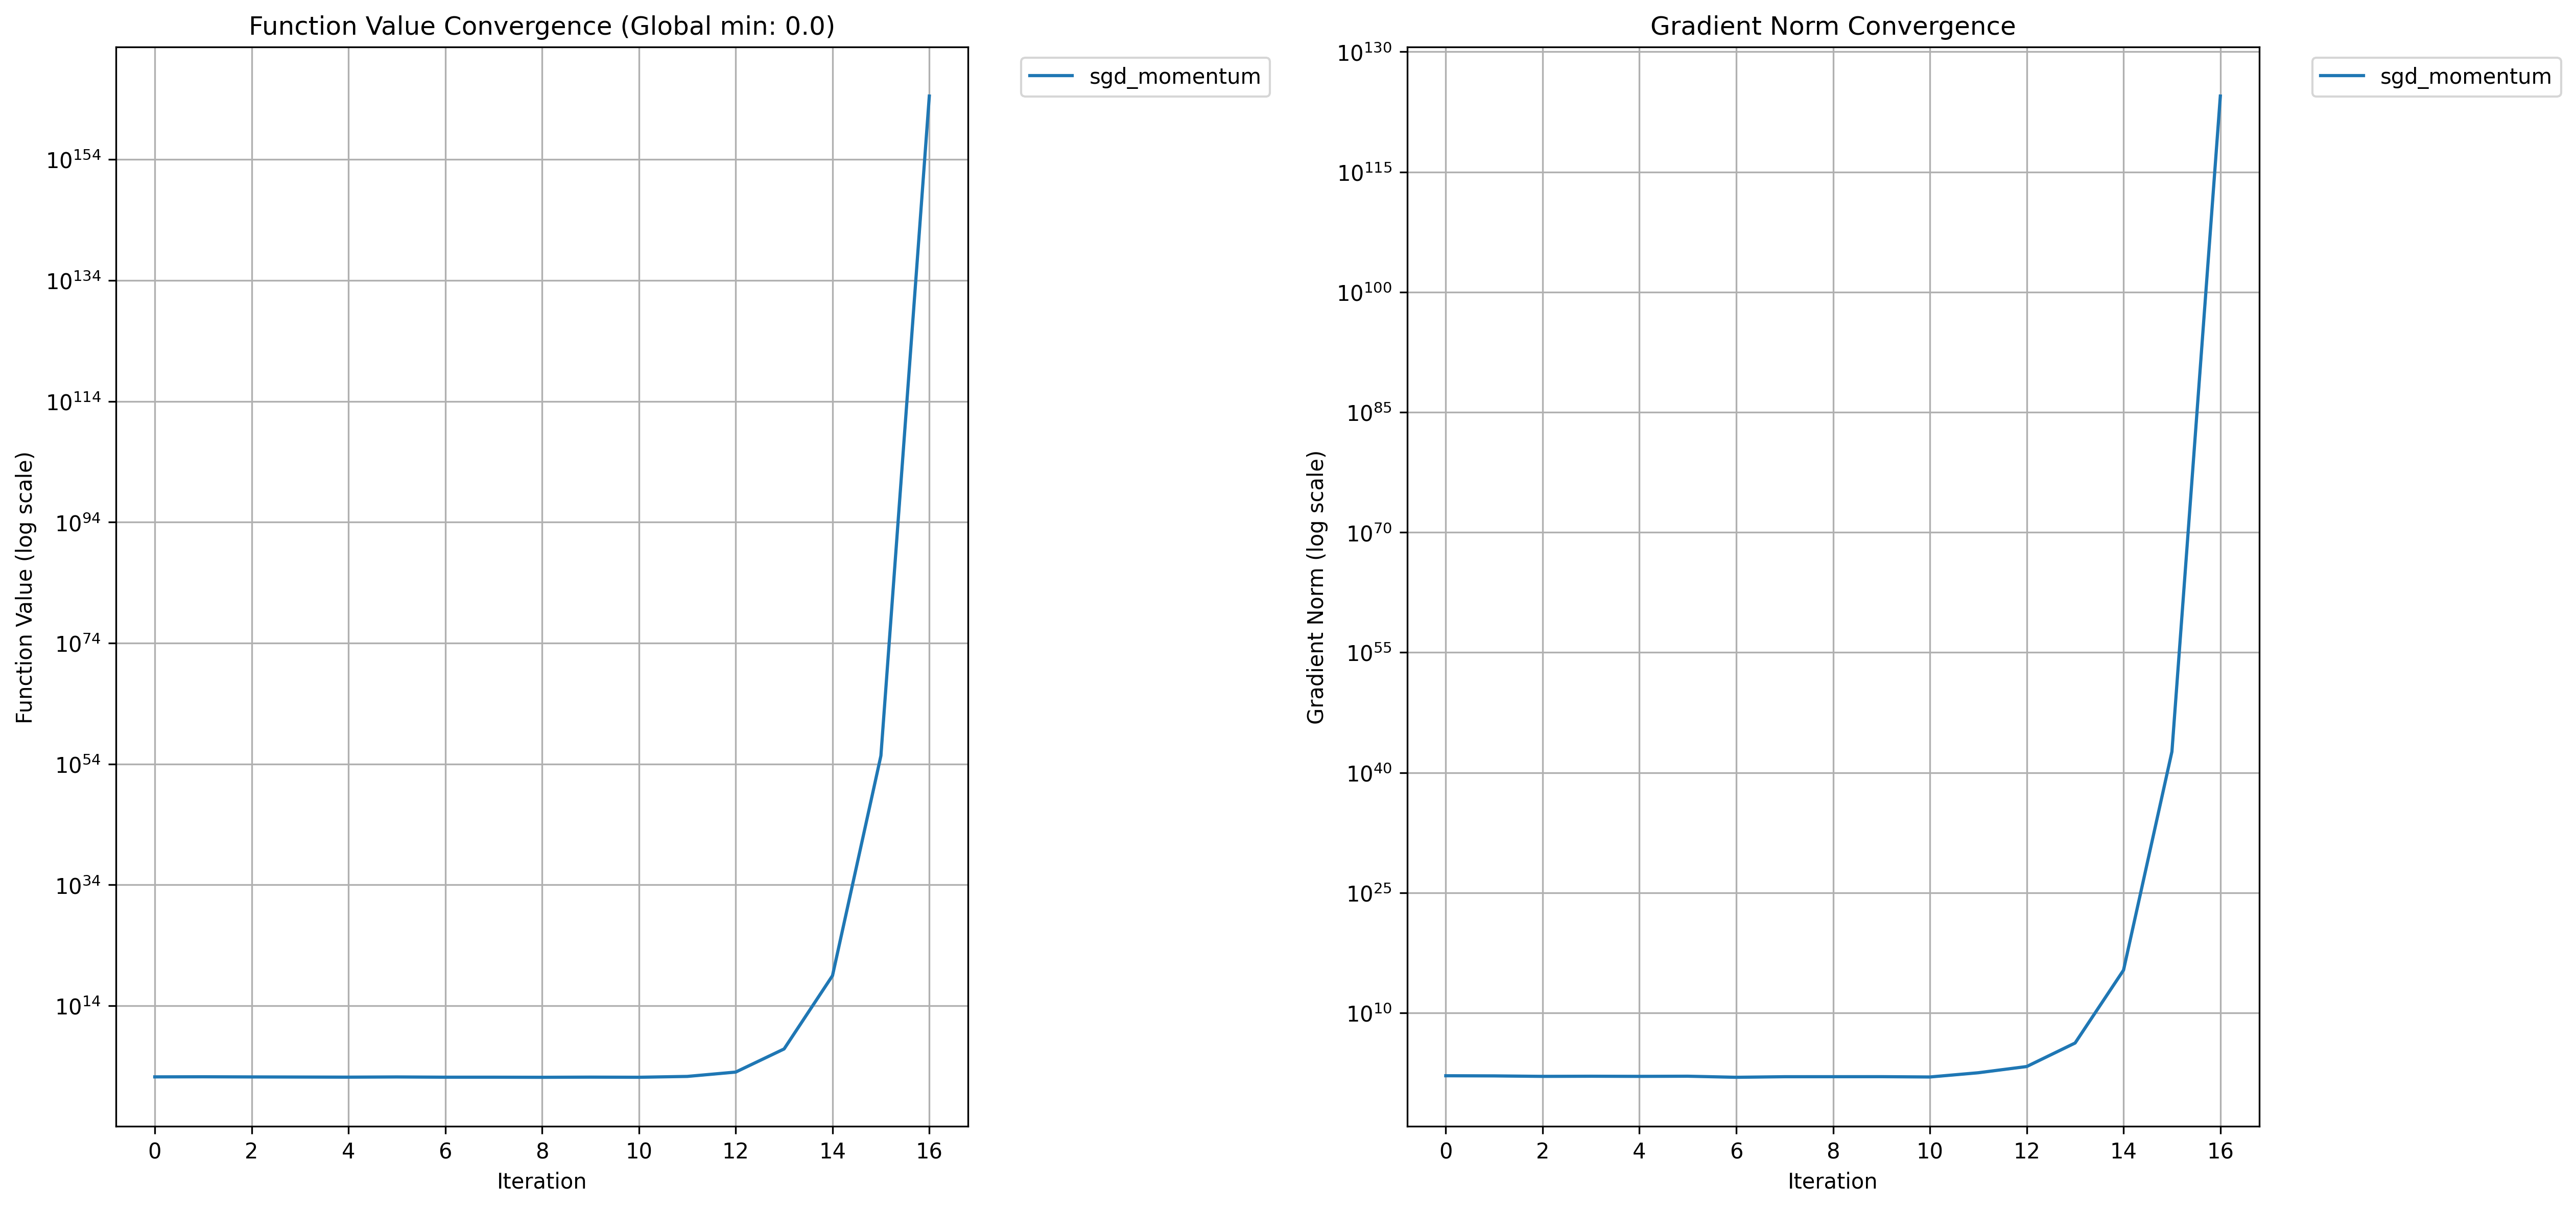 Function Value Convergence (Global min: 0.0)
sgd_momentum
Function Value (log scale)
10^154
10^134
10^114
10^94
10^74
10^54
10^34
10^14
0 2 4 6 8 10 12 14 16
Iteration
Gradient Norm Convergence
sgd_momentum
Gradient Norm (log scale)
10^130
10^115
10^100
10^85
10^70
10^55
10^40
10^25
10^10
0 2 4 6 8 10 12 14 16
Iteration